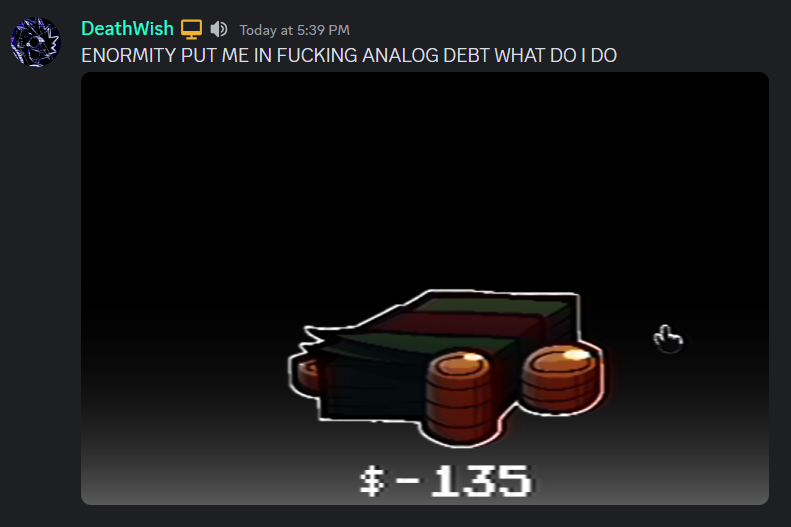 DeathWish Today at 5:39 PM
ENORMITY PUT ME IN FUCKING ANALOG DEBT WHAT DO I DO
$-135